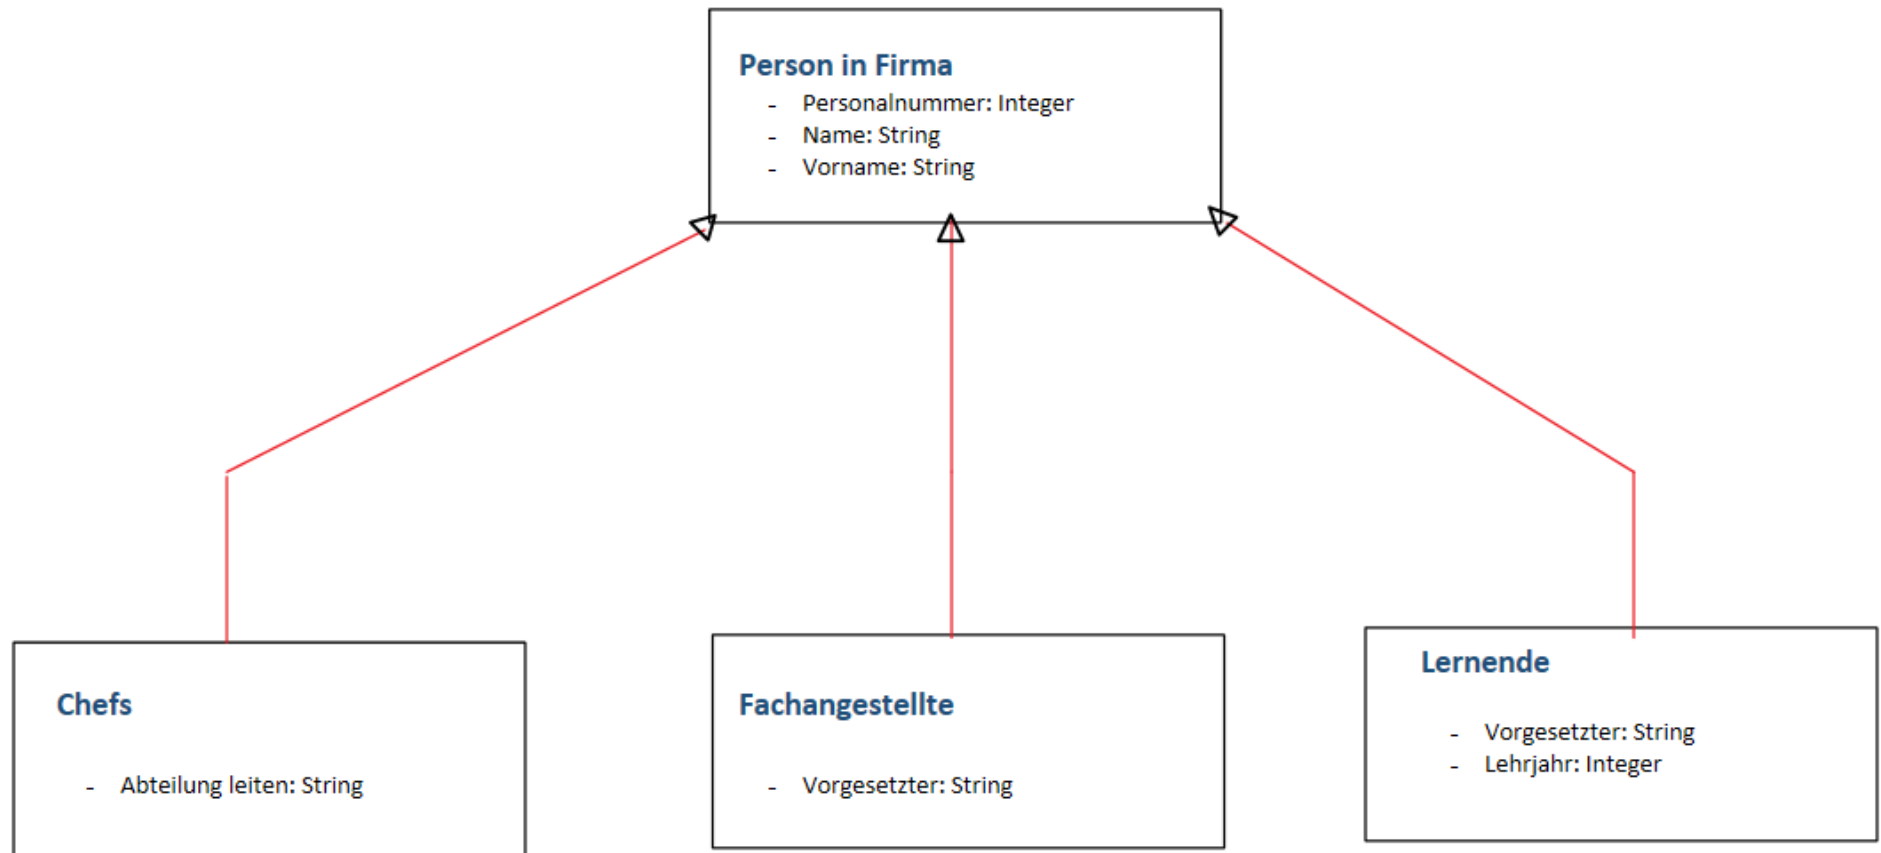 Person in Firma
- Personalnummer: Integer
- Name: String
- Vorname: String
Chefs
- Abteilung leiten: String
Fachangestellte
- Vorgesetzter: String
Lernende
- Vorgesetzter: String
- Lehrjahr: Integer